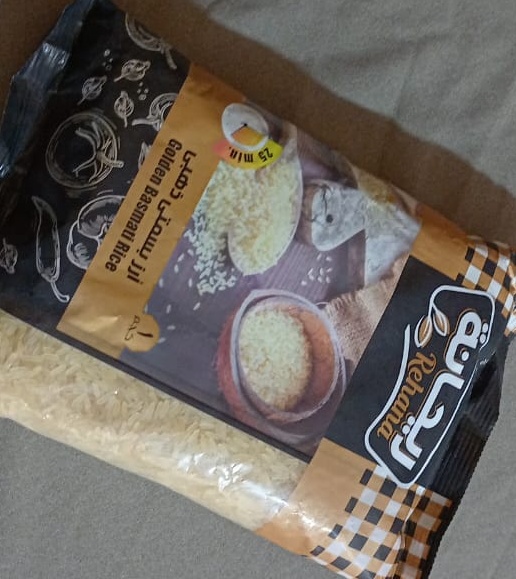 ريحانة
Rehana
25 min.
أرز بسمتي ذهبي
Golden Basmati Rice
1